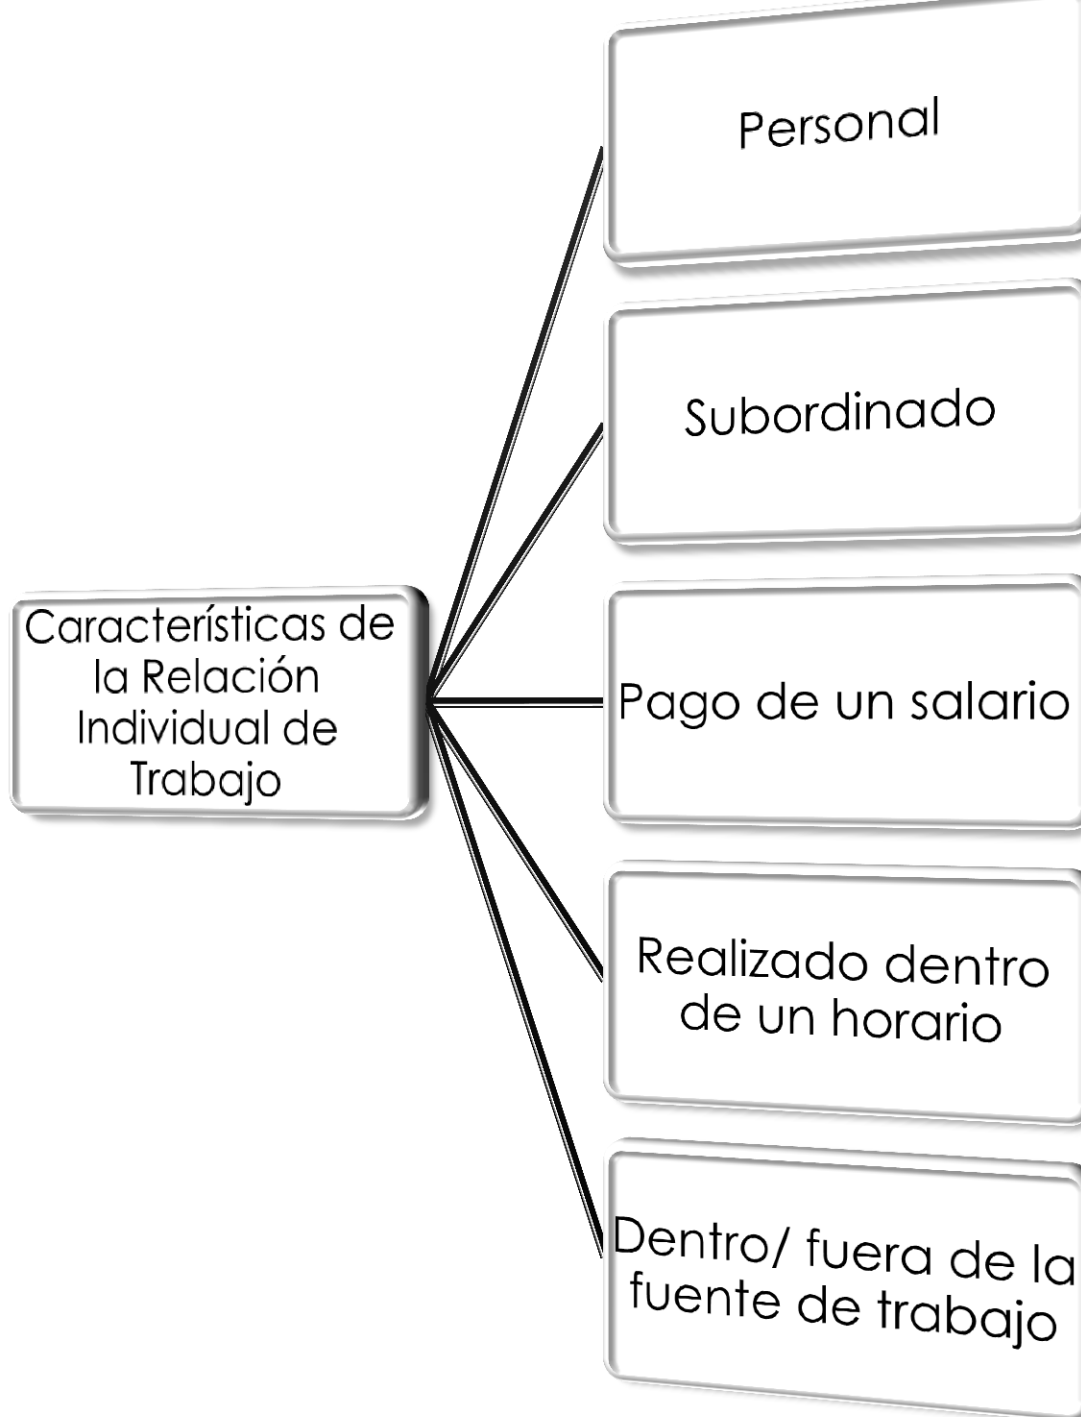 Características de
la Relación
Individual de
Trabajo
Personal
Subordinado
Pago de un salario
Realizado dentro
de un horario
Dentro/ fuera de la
fuente de trabajo